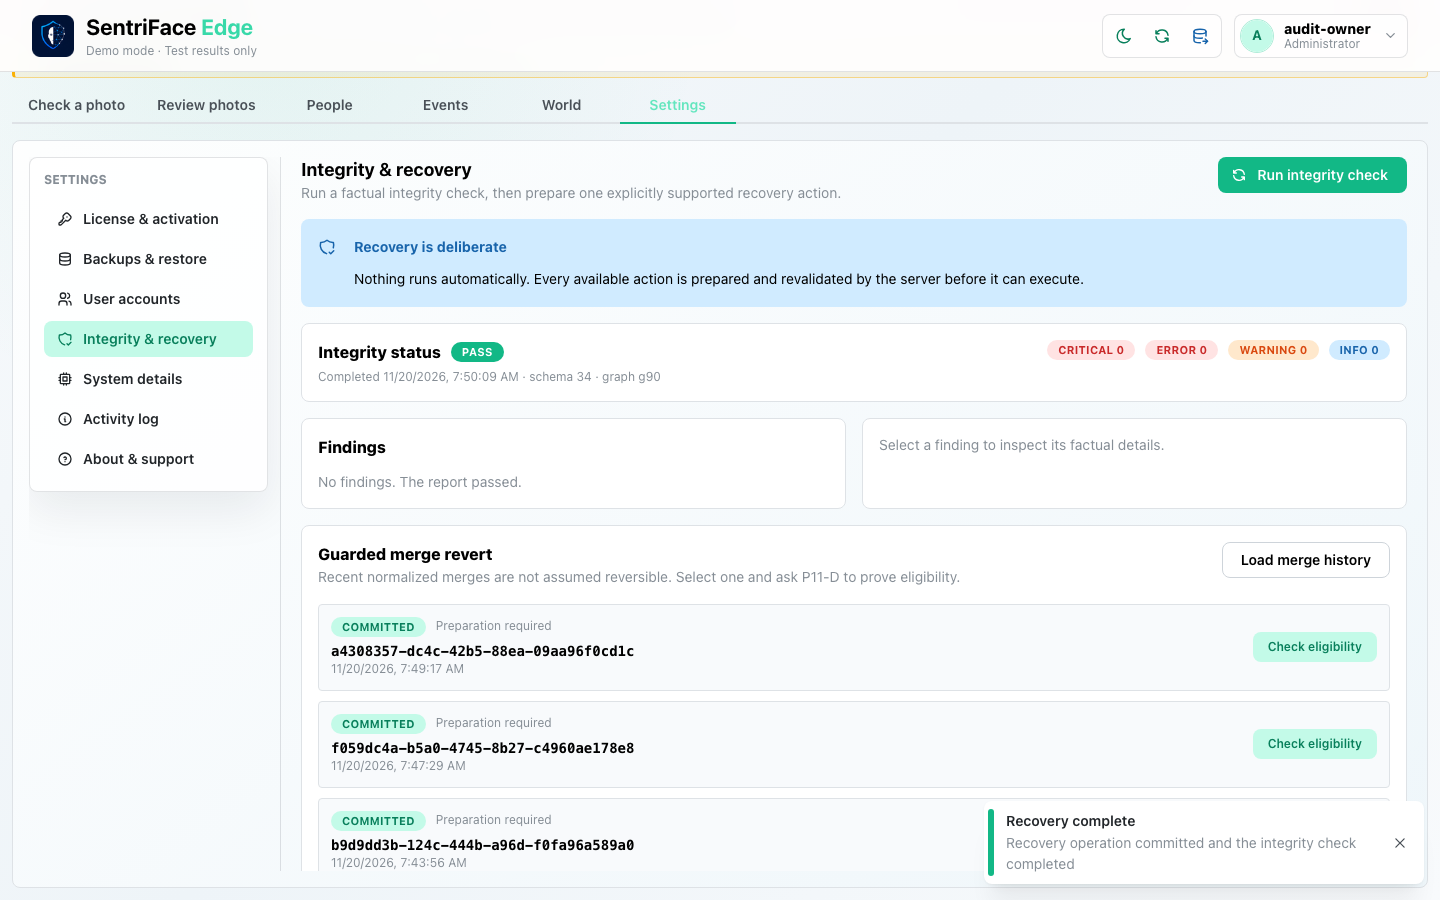 SentriFace Edge
Demo mode · Test results only
A
audit-owner
Administrator
Check a photo
Review photos
People
Events
World
Settings
SETTINGS
License & activation
Backups & restore
User accounts
Integrity & recovery
System details
Activity log
About & support
Integrity & recovery
Run a factual integrity check, then prepare one explicitly supported recovery action.
Run integrity check
Recovery is deliberate
Nothing runs automatically. Every available action is prepared and revalidated by the server before it can execute.
Integrity status PASS
CRITICAL 0
ERROR 0
WARNING 0
INFO 0
Completed 11/20/2026, 7:50:09 AM · schema 34 · graph g90
Findings
No findings. The report passed.
Select a finding to inspect its factual details.
Guarded merge revert
Recent normalized merges are not assumed reversible. Select one and ask P11-D to prove eligibility.
Load merge history
COMMITTED Preparation required
a4308357-dc4c-42b5-88ea-09aa96f0cd1c
11/20/2026, 7:49:17 AM
Check eligibility
COMMITTED Preparation required
f059dc4a-b5a0-4745-8b27-c4960ae178e8
11/20/2026, 7:47:29 AM
Check eligibility
COMMITTED Preparation required
b9d9dd3b-124c-444b-a96d-f0fa96a589a0
11/20/2026, 7:43:56 AM
Recovery complete
Recovery operation committed and the integrity check
completed